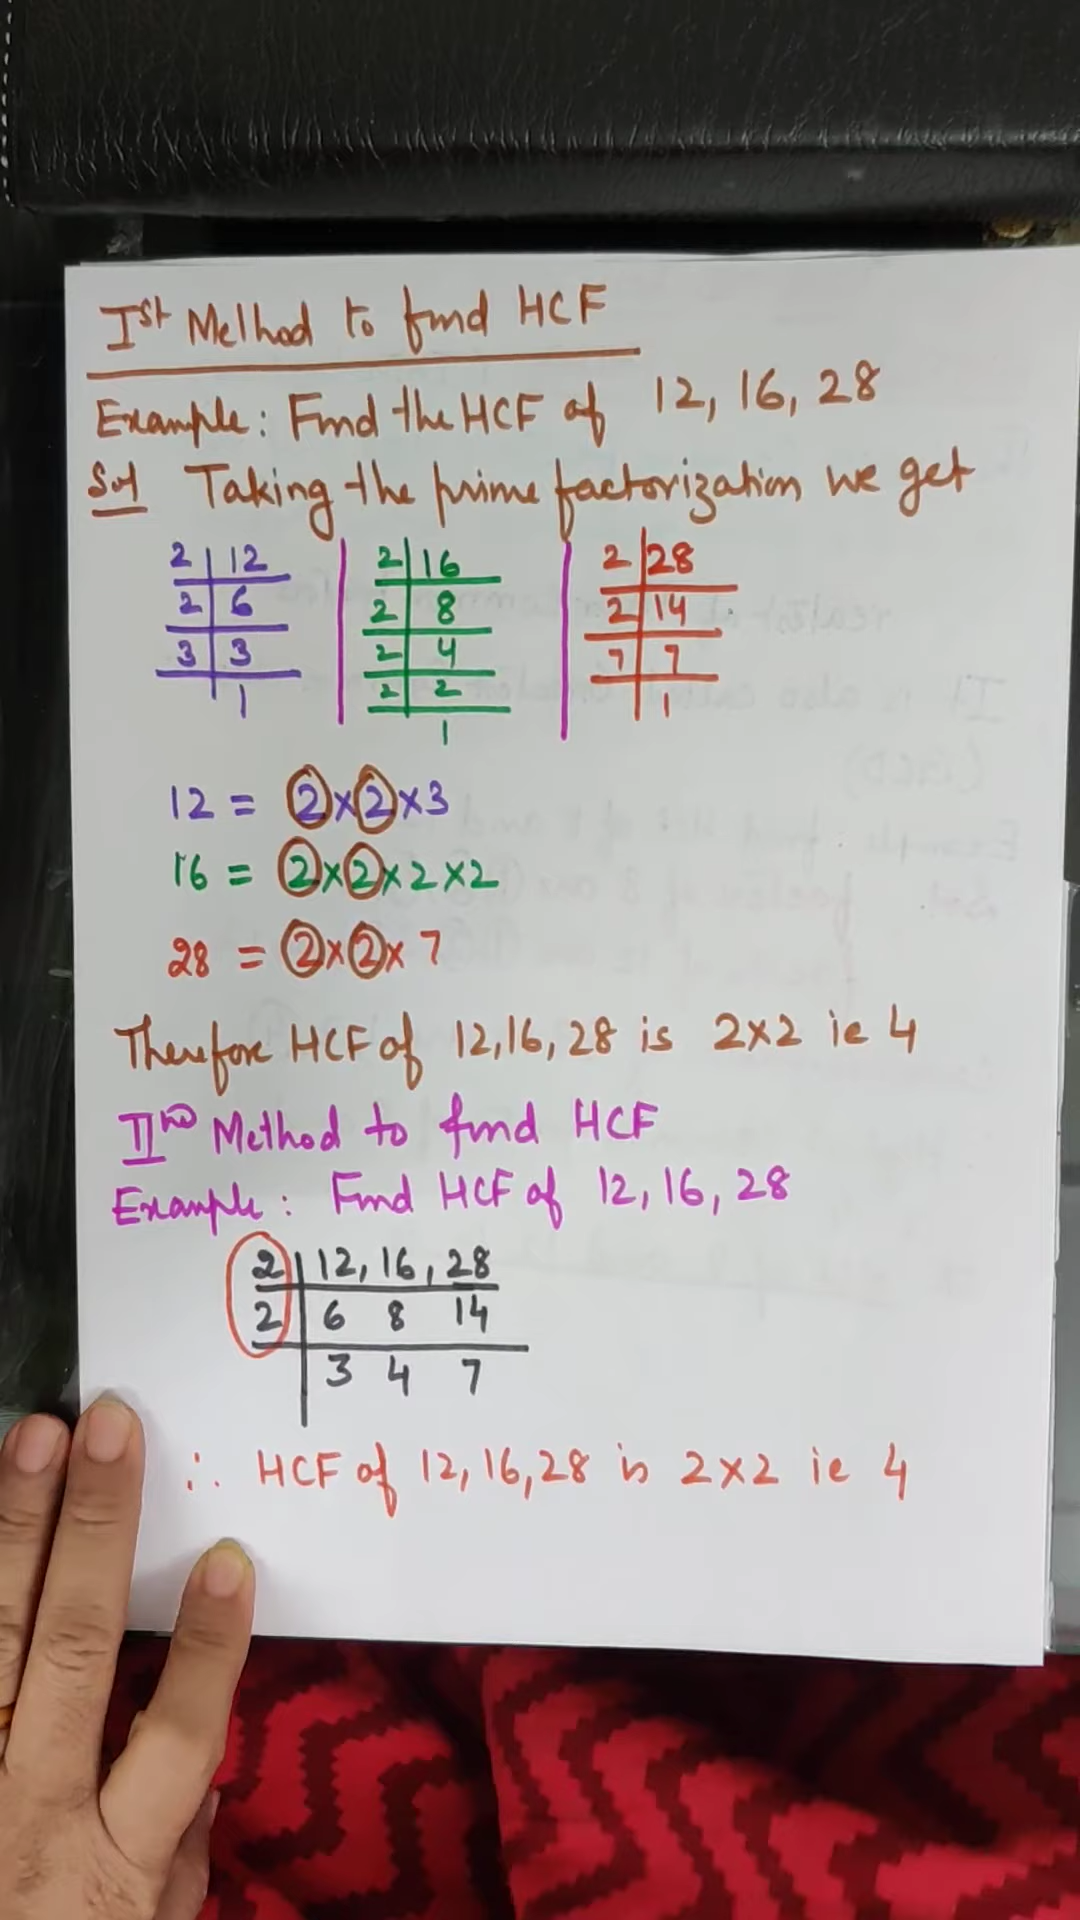 Ist Method to find HCF
Example: Find the HCF of 12, 16, 28
Sol Taking the prime factorization we get
2 12 2 16 2 28
2 6 2 8 2 14
3 3 2 4 7 7
1 2 2 1
1
12 = 2 × 2 × 3
16 = 2 × 2 × 2 × 2
28 = 2 × 2 × 7
Therefore HCF of 12,16,28 is 2×2 ie 4
IInd Method to find HCF
Example: Find HCF of 12, 16, 28
2 12, 16, 28
2 6 8 14
3 4 7
∴ HCF of 12,16,28 is 2×2 ie 4